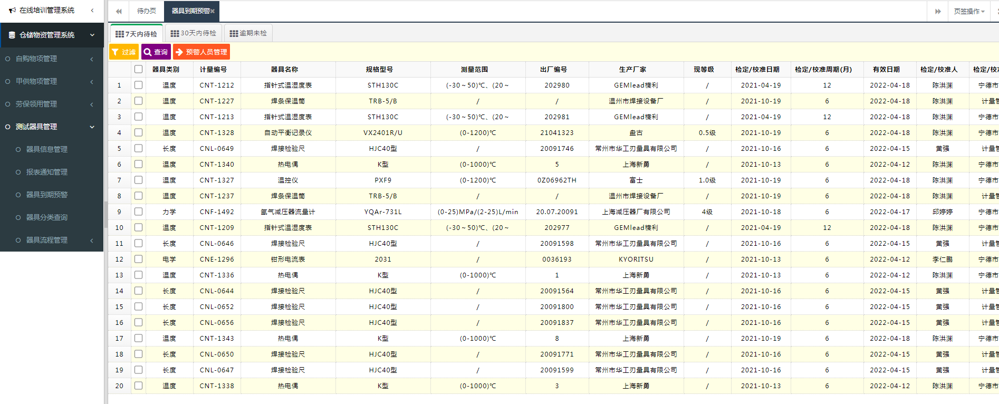 在线培训管理系统
仓储物资管理系统
自购物项管理
甲供物项管理
劳保领用管理
测试器具管理
器具信息管理
报表通知管理
器具到期预警
器具分类查询
器具流程管理
待办页 器具到期预警 页签操作
7天内待检 30天内待检 逾期未检
过滤 查询 预警人员管理
器具类别 计量编号 器具名称 规格型号 测量范围 出厂编号 生产厂家 现等级 检定/校准日期 检定/校准周期(月) 有效日期 检定/校准人 检定/校
1 温度 CNT-1212 指针式温湿度表 STH130C (-30～50)℃、(20～ 202980 GEMlead榛利 / 2021-04-19 12 2022-04-18 陈洪渊 宁德市
2 温度 CNT-1227 焊条保温筒 TRB-5/B / / 温州市焊接设备厂 / 2021-10-19 6 2022-04-18 陈洪渊 计量管
3 温度 CNT-1213 指针式温湿度表 STH130C (-30～50)℃、(20～ 202981 GEMlead榛利 / 2021-04-19 12 2022-04-18 陈洪渊 宁德市
4 温度 CNT-1328 自动平衡记录仪 VX2401R/U (0-1200)℃ 21041323 盘古 0.5级 2021-10-19 6 2022-04-18 陈洪渊 宁德市
5 长度 CNL-0649 焊接检验尺 HJC40型 / 20091746 常州市华工刃量具有限公司 / 2021-10-16 6 2022-04-15 黄强 计量管
6 温度 CNT-1340 热电偶 K型 (0-1000)℃ 5 上海新勇 / 2021-10-13 6 2022-04-12 陈洪渊 宁德市
7 温度 CNT-1327 温控仪 PXF9 (0-1200)℃ 0Z06962TH 富士 1.0级 2021-10-19 6 2022-04-18 陈洪渊 宁德市
8 温度 CNT-1237 焊条保温筒 TRB-5/B / / 温州市焊接设备厂 / 2021-10-19 6 2022-04-18 陈洪渊 计量管
9 力学 CNF-1492 氩气减压器流量计 YQAr-731L (0-25)MPa/(2-25)L/min 20.07.20091 上海减压器厂有限公司 4级 2021-10-18 6 2022-04-17 邱婷婷 宁德市
10 温度 CNT-1209 指针式温湿度表 STH130C (-30～50)℃、(20～ 202977 GEMlead榛利 / 2021-04-19 12 2022-04-18 陈洪渊 宁德市
11 长度 CNL-0646 焊接检验尺 HJC40型 / 20091598 常州市华工刃量具有限公司 / 2021-10-16 6 2022-04-15 黄强 计量管
12 电学 CNE-1296 钳形电流表 2031 / 0036193 KYORITSU / 2021-10-13 6 2022-04-12 李仁鹏 宁德市
13 温度 CNT-1336 热电偶 K型 (0-1000)℃ 1 上海新勇 / 2021-10-13 6 2022-04-12 陈洪渊 宁德市
14 长度 CNL-0644 焊接检验尺 HJC40型 / 20091564 常州市华工刃量具有限公司 / 2021-10-16 6 2022-04-15 黄强 计量管
15 长度 CNL-0652 焊接检验尺 HJC40型 / 20091800 常州市华工刃量具有限公司 / 2021-10-16 6 2022-04-15 黄强 计量管
16 长度 CNL-0656 焊接检验尺 HJC40型 / 20091837 常州市华工刃量具有限公司 / 2021-10-16 6 2022-04-15 黄强 计量管
17 温度 CNT-1343 热电偶 K型 (0-1000)℃ 8 上海新勇 / 2021-10-19 6 2022-04-18 陈洪渊 宁德市
18 长度 CNL-0650 焊接检验尺 HJC40型 / 20091771 常州市华工刃量具有限公司 / 2021-10-16 6 2022-04-15 黄强 计量管
19 长度 CNL-0647 焊接检验尺 HJC40型 / 20091599 常州市华工刃量具有限公司 / 2021-10-16 6 2022-04-15 黄强 计量管
20 温度 CNT-1338 热电偶 K型 (0-1000)℃ 3 上海新勇 / 2021-10-13 6 2022-04-12 陈洪渊 宁德市